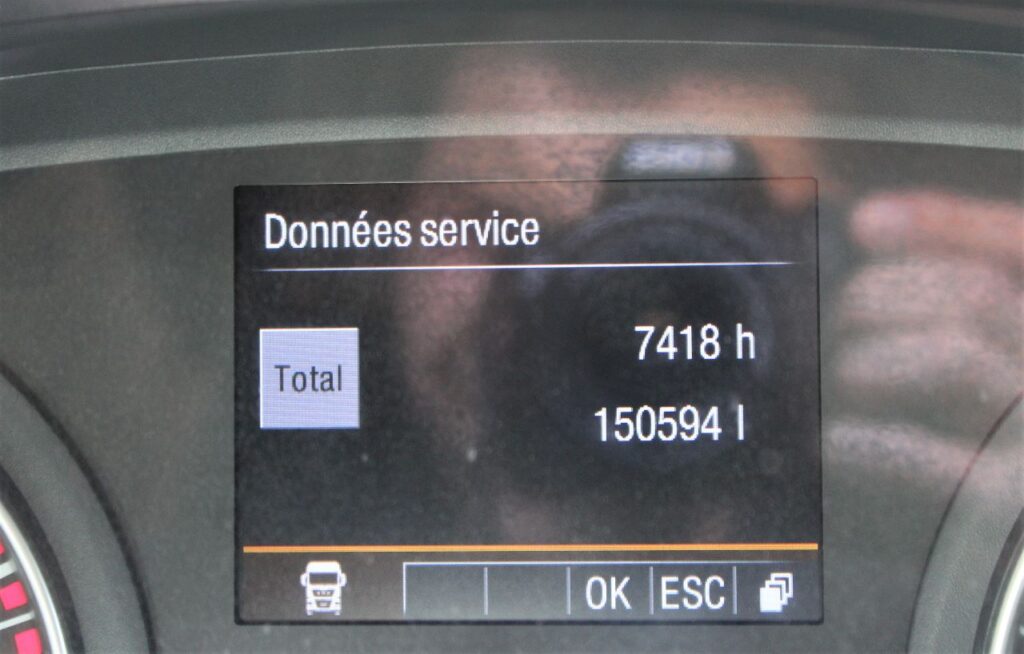 Données service
Total
7418 h
150594 l
OK ESC